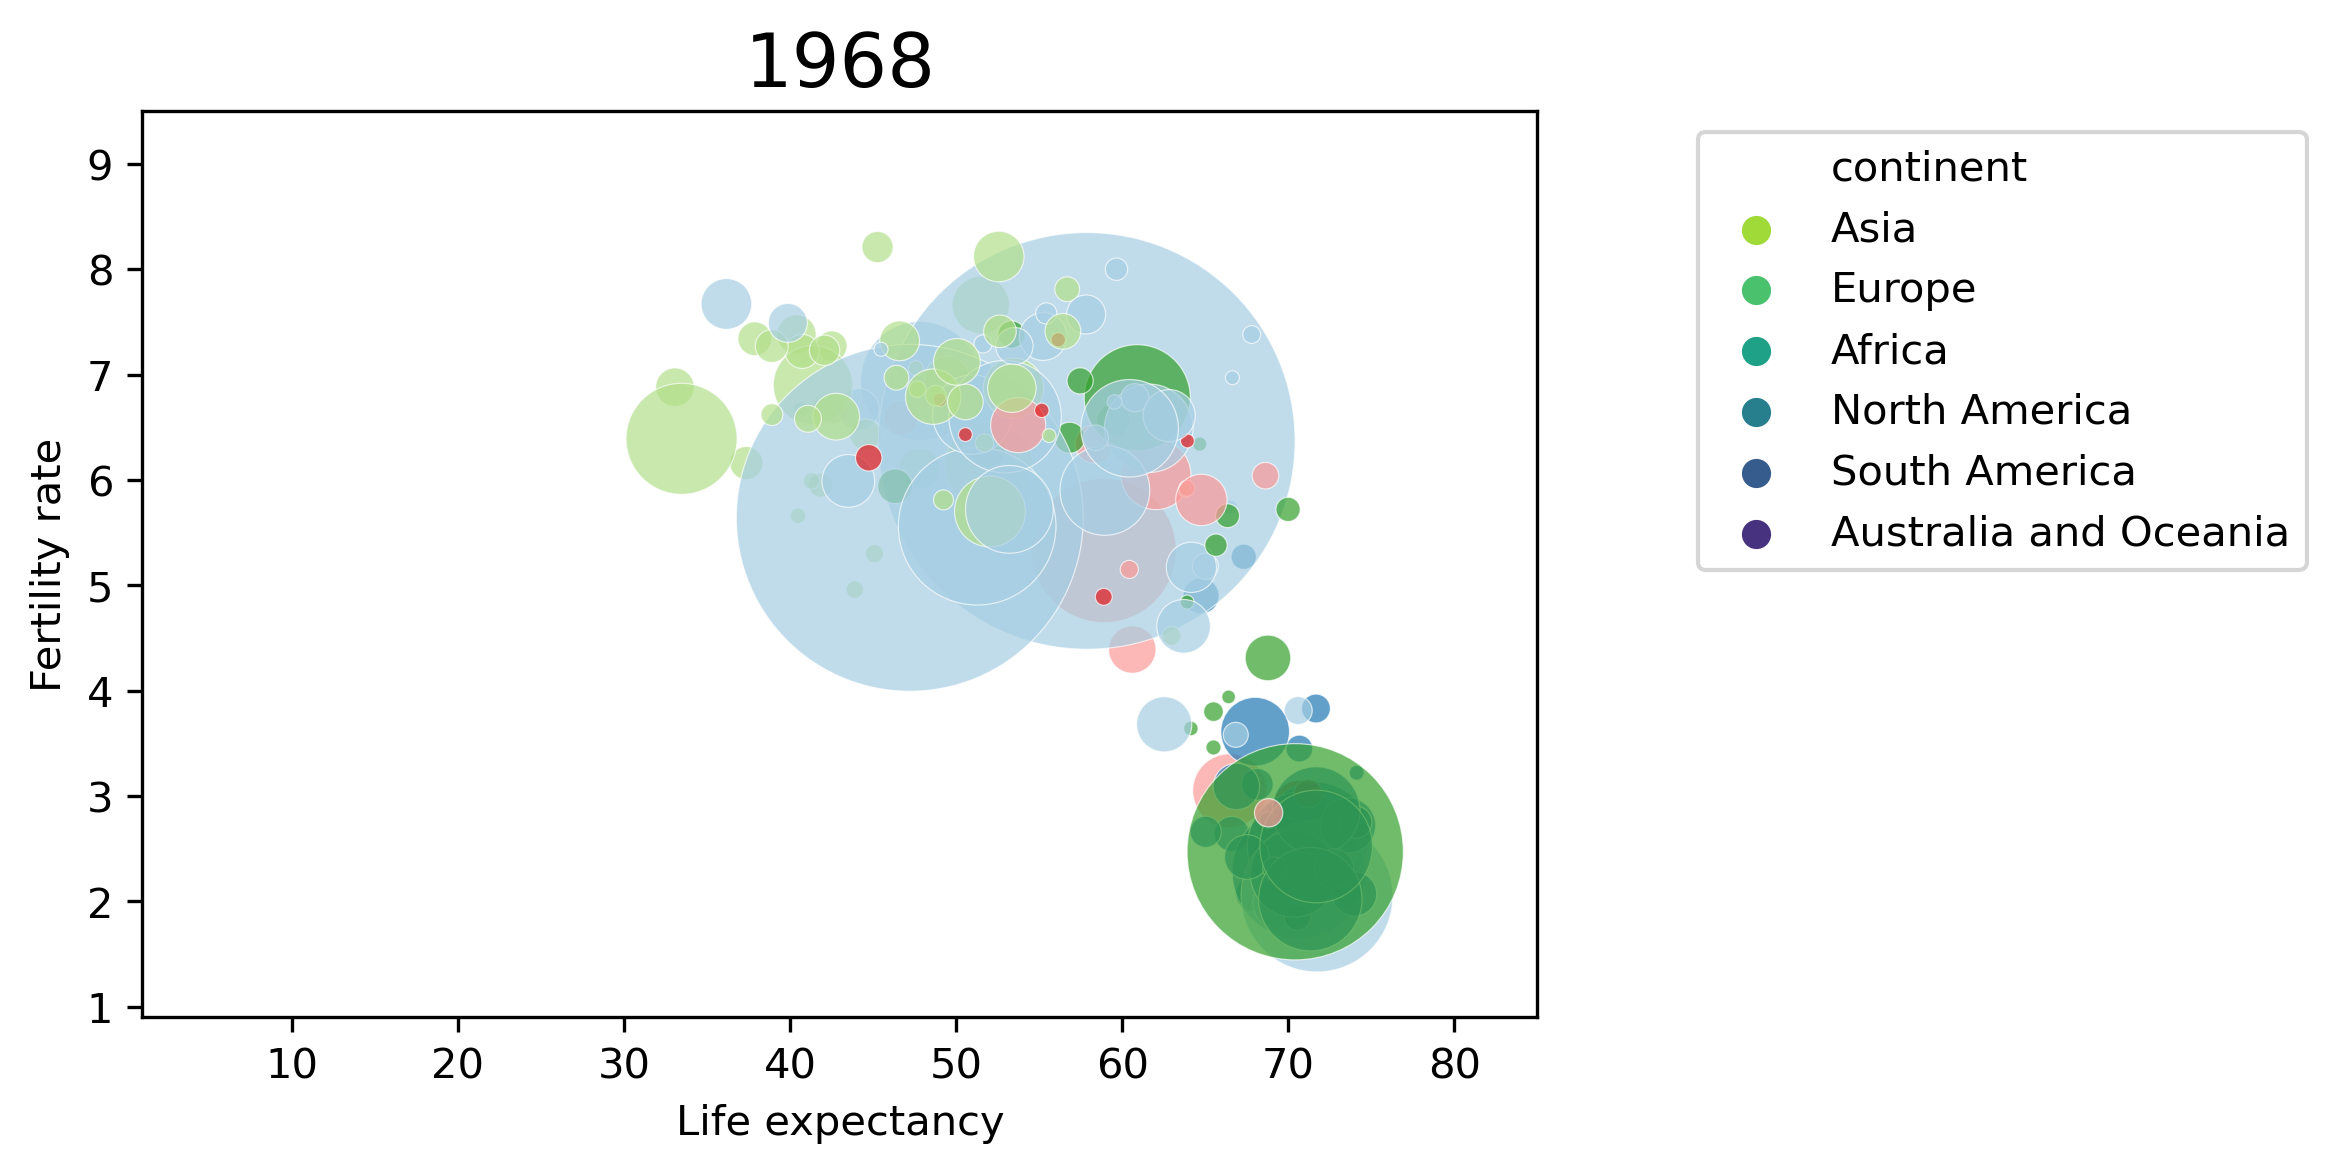 1968
9
8
7
6
5
4
3
2
1
Fertility rate
10 20 30 40 50 60 70 80
Life expectancy
continent
Asia
Europe
Africa
North America
South America
Australia and Oceania